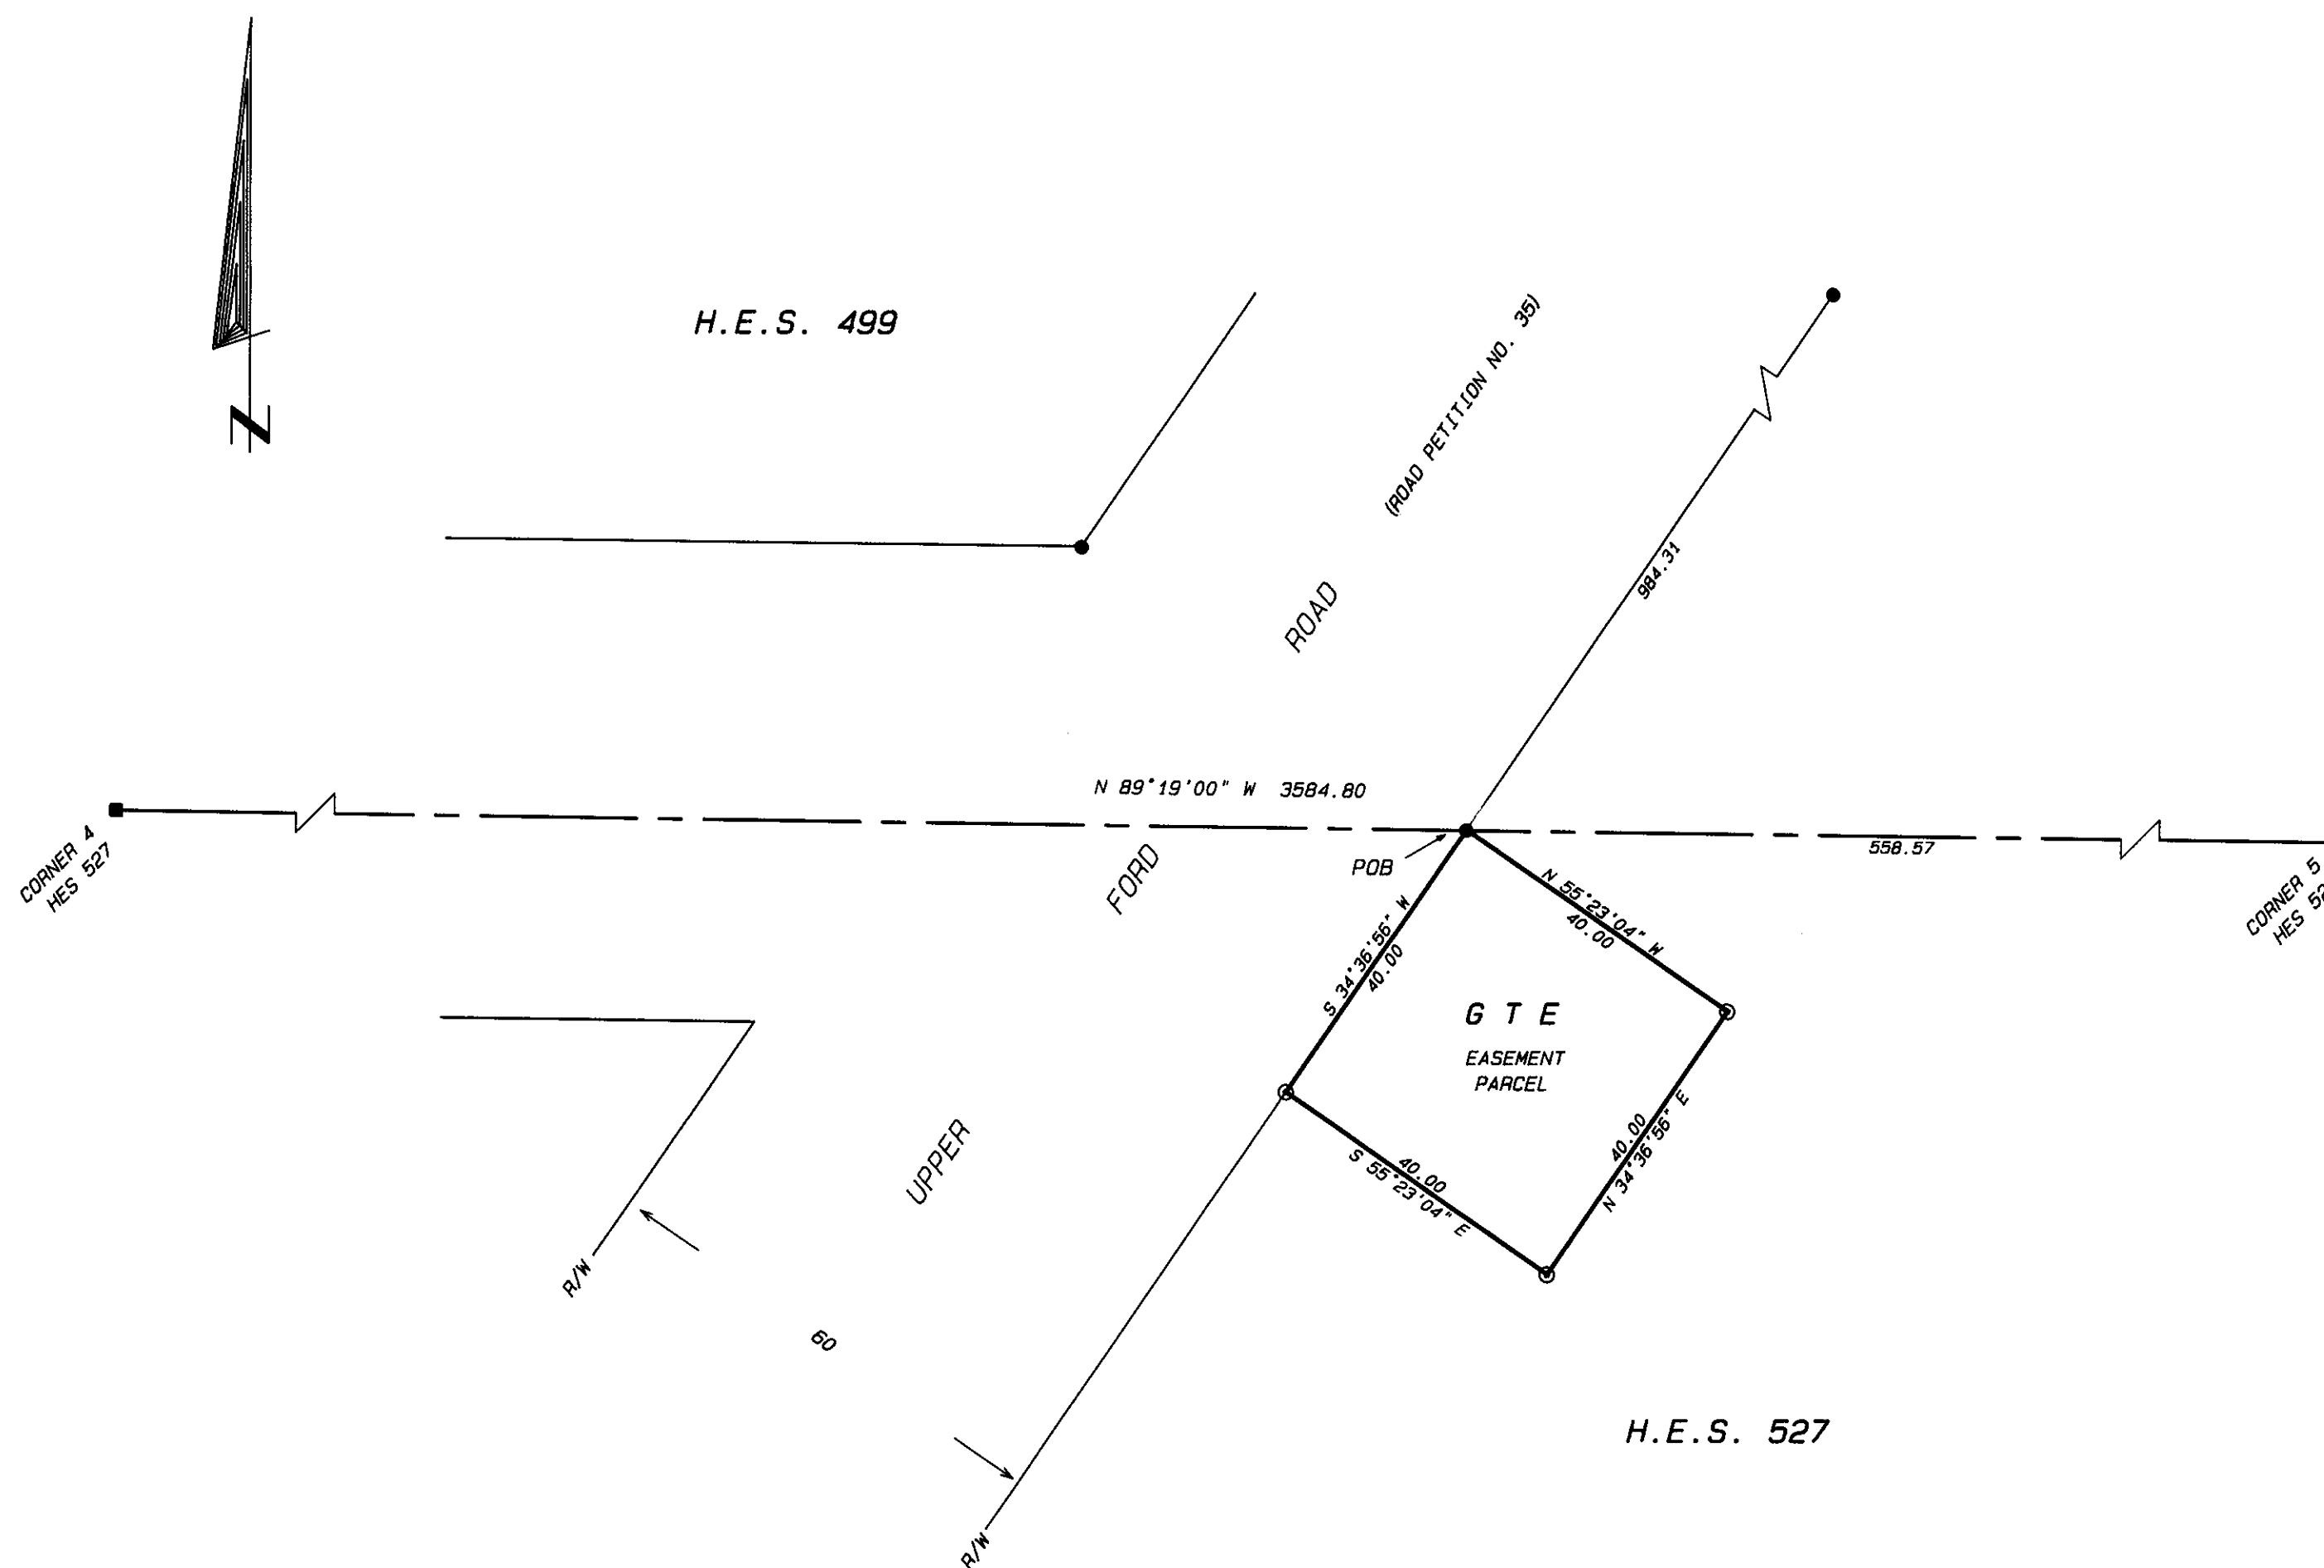 N
H.E.S. 499
(ROAD PETITION NO. 35)
984.31
ROAD
N 89°19'00" W 3584.80
CORNER 4
HES 527
FORD
POB
558.57
CORNER 5
HES
N 55°23'04" W
40.00
S 34°36'56" W
40.00
G T E
EASEMENT
PARCEL
40.00
N 34°36'56" E
40.00
S 55°23'04" E
UPPER
R/W
60
H.E.S. 527
R/W